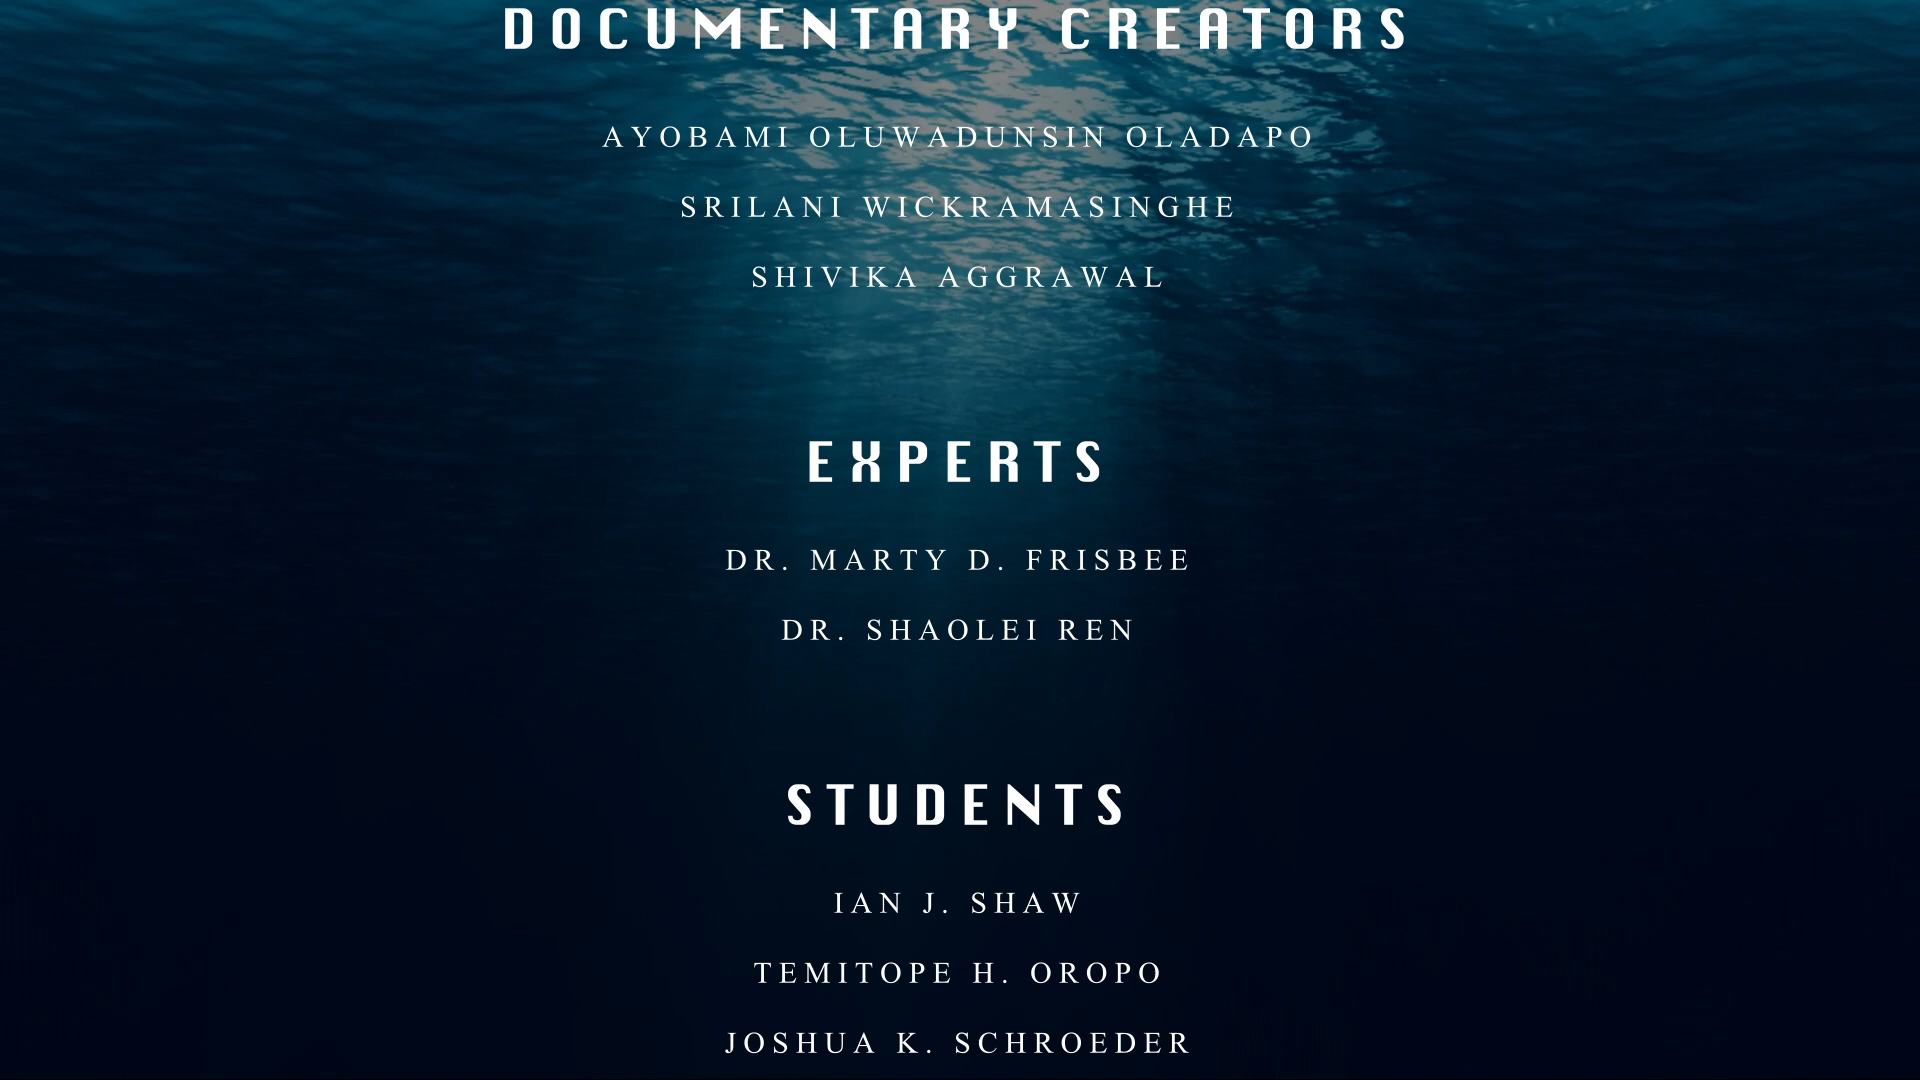 DOCUMENTARY CREATORS
AYOBAMI OLUWADUNSIN OLADAPO
SRILANI WICKRAMASINGHE
SHIVIKA AGGRAWAL
EXPERTS
DR. MARTY D. FRISBEE
DR. SHAOLEI REN
STUDENTS
IAN J. SHAW
TEMITOPE H. OROPO
JOSHUA K. SCHROEDER